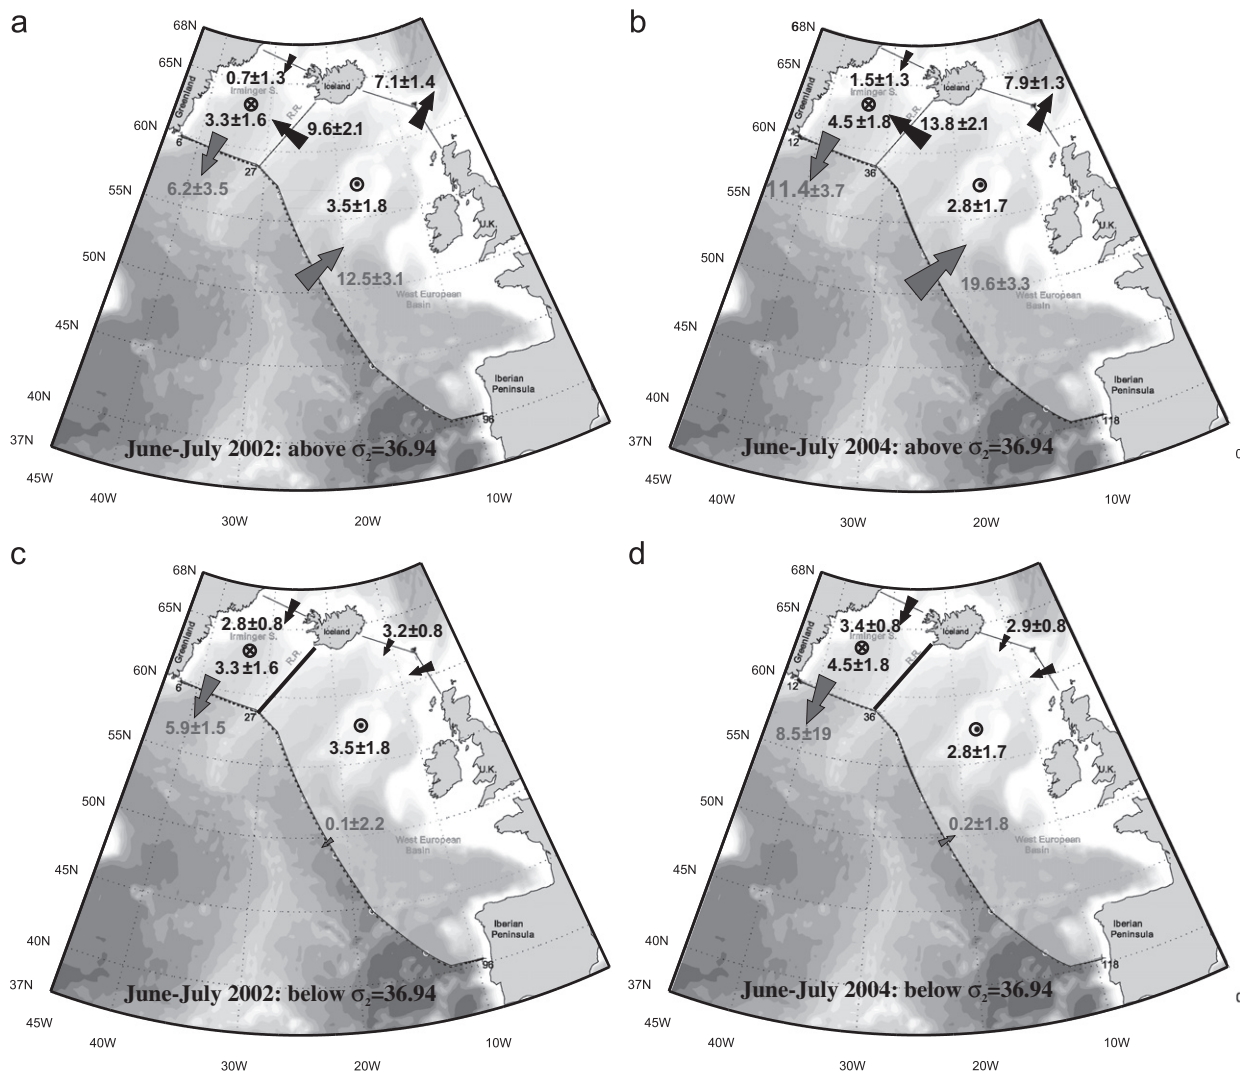 a
68N
65N
60N
55N
50N
45N
40N
37N
45W
40W
30W
20W
10W
Greenland
Iceland
Irminger S.
R.R.
U.K.
West European
Basin
Iberian
Peninsula
0.7±1.3
3.3±1.6
9.6±2.1
7.1±1.4
6.2±3.5
3.5±1.8
12.5±3.1
6
27
96
June-July 2002: above σ2=36.94
b
68N
65N
60N
55N
50N
45N
40N
37N
45W
40W
30W
20W
10W
Greenland
Iceland
Irminger S.
R.R.
U.K.
West European
Basin
Iberian
Peninsula
1.5±1.3
4.5±1.8
13.8±2.1
7.9±1.3
11.4±3.7
2.8±1.7
19.6±3.3
12
36
118
June-July 2004: above σ2=36.94
c
68N
65N
60N
55N
50N
45N
40N
37N
45W
40W
30W
20W
10W
Greenland
Iceland
Irminger S.
R.R.
U.K.
West European
Basin
Iberian
Peninsula
2.8±0.8
3.3±1.6
3.2±0.8
5.9±1.5
3.5±1.8
0.1±2.2
6
27
96
June-July 2002: below σ2=36.94
d
68N
65N
60N
55N
50N
45N
40N
37N
45W
40W
30W
20W
10W
Greenland
Iceland
Irminger S.
R.R.
U.K.
West European
Basin
Iberian
Peninsula
3.4±0.8
4.5±1.8
2.9±0.8
8.5±19
2.8±1.7
0.2±1.8
12
36
118
June-July 2004: below σ2=36.94